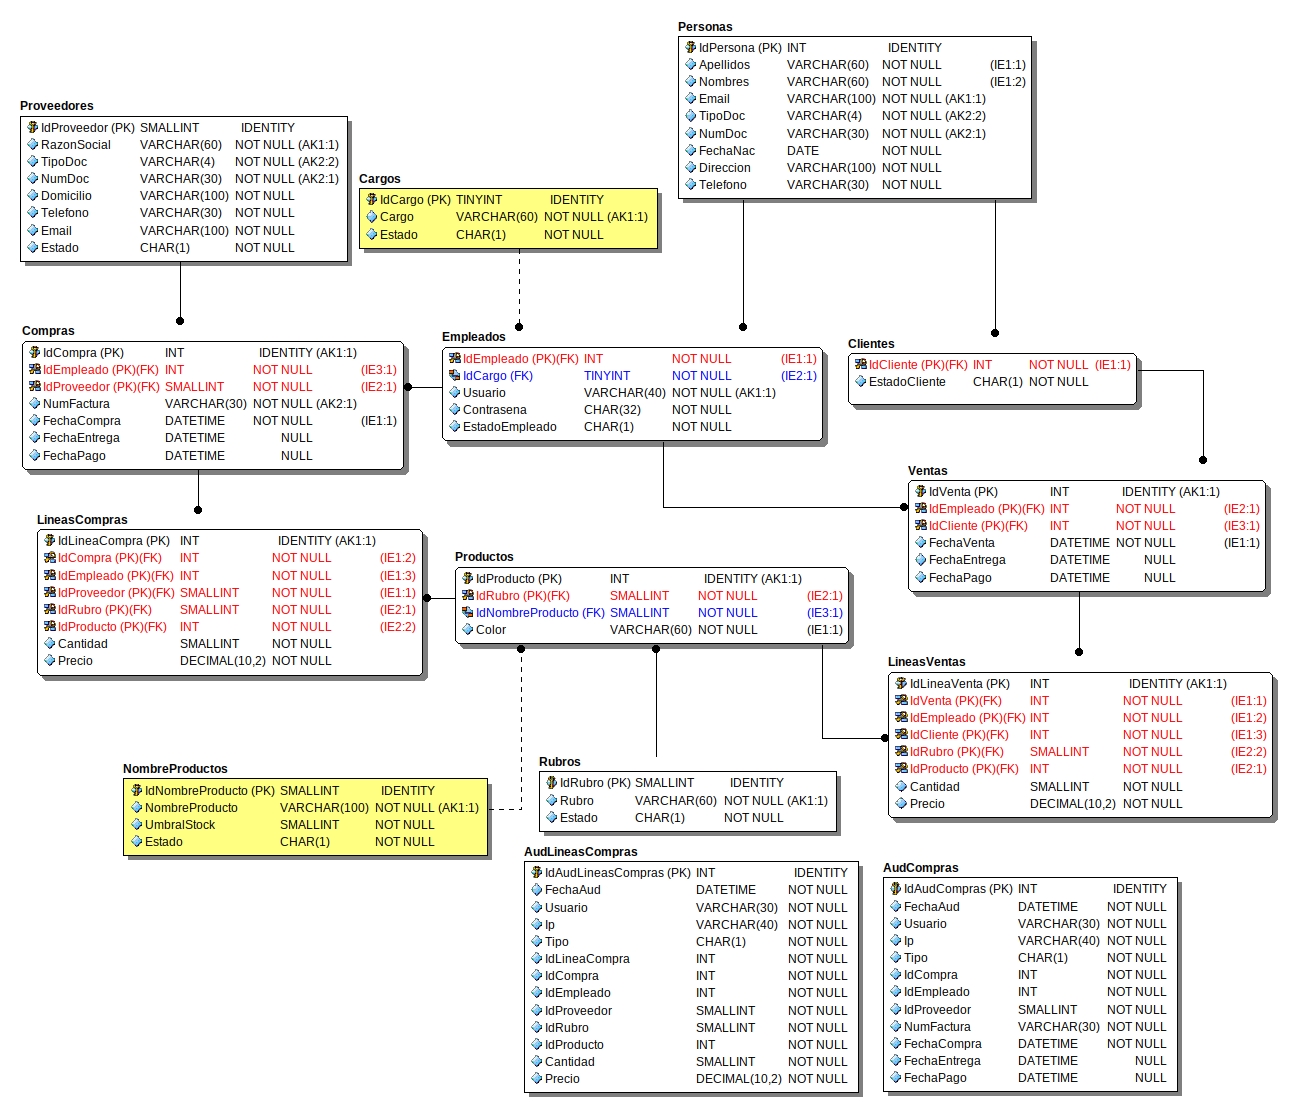 Personas
IdPersona (PK) INT IDENTITY
Apellidos VARCHAR(60) NOT NULL (IE1:1)
Nombres VARCHAR(60) NOT NULL (IE1:2)
Email VARCHAR(100) NOT NULL (AK1:1)
TipoDoc VARCHAR(4) NOT NULL (AK2:2)
NumDoc VARCHAR(30) NOT NULL (AK2:1)
FechaNac DATE NOT NULL
Direccion VARCHAR(100) NOT NULL
Telefono VARCHAR(30) NOT NULL
Proveedores
IdProveedor (PK) SMALLINT IDENTITY
RazonSocial VARCHAR(60) NOT NULL (AK1:1)
TipoDoc VARCHAR(4) NOT NULL (AK2:2)
NumDoc VARCHAR(30) NOT NULL (AK2:1)
Domicilio VARCHAR(100) NOT NULL
Telefono VARCHAR(30) NOT NULL
Email VARCHAR(100) NOT NULL
Estado CHAR(1) NOT NULL
Cargos
IdCargo (PK) TINYINT IDENTITY
Cargo VARCHAR(60) NOT NULL (AK1:1)
Estado CHAR(1) NOT NULL
Compras
IdCompra (PK) INT IDENTITY (AK1:1)
IdEmpleado (PK)(FK) INT NOT NULL (IE3:1)
IdProveedor (PK)(FK) SMALLINT NOT NULL (IE2:1)
NumFactura VARCHAR(30) NOT NULL (AK2:1)
FechaCompra DATETIME NOT NULL (IE1:1)
FechaEntrega DATETIME NULL
FechaPago DATETIME NULL
Empleados
IdEmpleado (PK)(FK) INT NOT NULL (IE1:1)
IdCargo (FK) TINYINT NOT NULL (IE2:1)
Usuario VARCHAR(40) NOT NULL (AK1:1)
Contrasena CHAR(32) NOT NULL
EstadoEmpleado CHAR(1) NOT NULL
Clientes
IdCliente (PK)(FK) INT NOT NULL (IE1:1)
EstadoCliente CHAR(1) NOT NULL
Ventas
IdVenta (PK) INT IDENTITY (AK1:1)
IdEmpleado (PK)(FK) INT NOT NULL (IE2:1)
IdCliente (PK)(FK) INT NOT NULL (IE3:1)
FechaVenta DATETIME NOT NULL (IE1:1)
FechaEntrega DATETIME NULL
FechaPago DATETIME NULL
LineasCompras
IdLineaCompra (PK) INT IDENTITY (AK1:1)
IdCompra (PK)(FK) INT NOT NULL (IE1:2)
IdEmpleado (PK)(FK) INT NOT NULL (IE1:3)
IdProveedor (PK)(FK) SMALLINT NOT NULL (IE1:1)
IdRubro (PK)(FK) SMALLINT NOT NULL (IE2:1)
IdProducto (PK)(FK) INT NOT NULL (IE2:2)
Cantidad SMALLINT NOT NULL
Precio DECIMAL(10,2) NOT NULL
Productos
IdProducto (PK) INT IDENTITY (AK1:1)
IdRubro (PK)(FK) SMALLINT NOT NULL (IE2:1)
IdNombreProducto (FK) SMALLINT NOT NULL (IE3:1)
Color VARCHAR(60) NOT NULL (IE1:1)
LineasVentas
IdLineaVenta (PK) INT IDENTITY (AK1:1)
IdVenta (PK)(FK) INT NOT NULL (IE1:1)
IdEmpleado (PK)(FK) INT NOT NULL (IE1:2)
IdCliente (PK)(FK) INT NOT NULL (IE1:3)
IdRubro (PK)(FK) SMALLINT NOT NULL (IE2:2)
IdProducto (PK)(FK) INT NOT NULL (IE2:1)
Cantidad SMALLINT NOT NULL
Precio DECIMAL(10,2) NOT NULL
NombreProductos
IdNombreProducto (PK) SMALLINT IDENTITY
NombreProducto VARCHAR(100) NOT NULL (AK1:1)
UmbralStock SMALLINT NOT NULL
Estado CHAR(1) NOT NULL
Rubros
IdRubro (PK) SMALLINT IDENTITY
Rubro VARCHAR(60) NOT NULL (AK1:1)
Estado CHAR(1) NOT NULL
AudLineasCompras
IdAudLineasCompras (PK) INT IDENTITY
FechaAud DATETIME NOT NULL
Usuario VARCHAR(30) NOT NULL
Ip VARCHAR(40) NOT NULL
Tipo CHAR(1) NOT NULL
IdLineaCompra INT NOT NULL
IdCompra INT NOT NULL
IdEmpleado INT NOT NULL
IdProveedor SMALLINT NOT NULL
IdRubro SMALLINT NOT NULL
IdProducto INT NOT NULL
Cantidad SMALLINT NOT NULL
Precio DECIMAL(10,2) NOT NULL
AudCompras
IdAudCompras (PK) INT IDENTITY
FechaAud DATETIME NOT NULL
Usuario VARCHAR(30) NOT NULL
Ip VARCHAR(40) NOT NULL
Tipo CHAR(1) NOT NULL
IdCompra INT NOT NULL
IdEmpleado INT NOT NULL
IdProveedor SMALLINT NOT NULL
NumFactura VARCHAR(30) NOT NULL
FechaCompra DATETIME NOT NULL
FechaEntrega DATETIME NULL
FechaPago DATETIME NULL